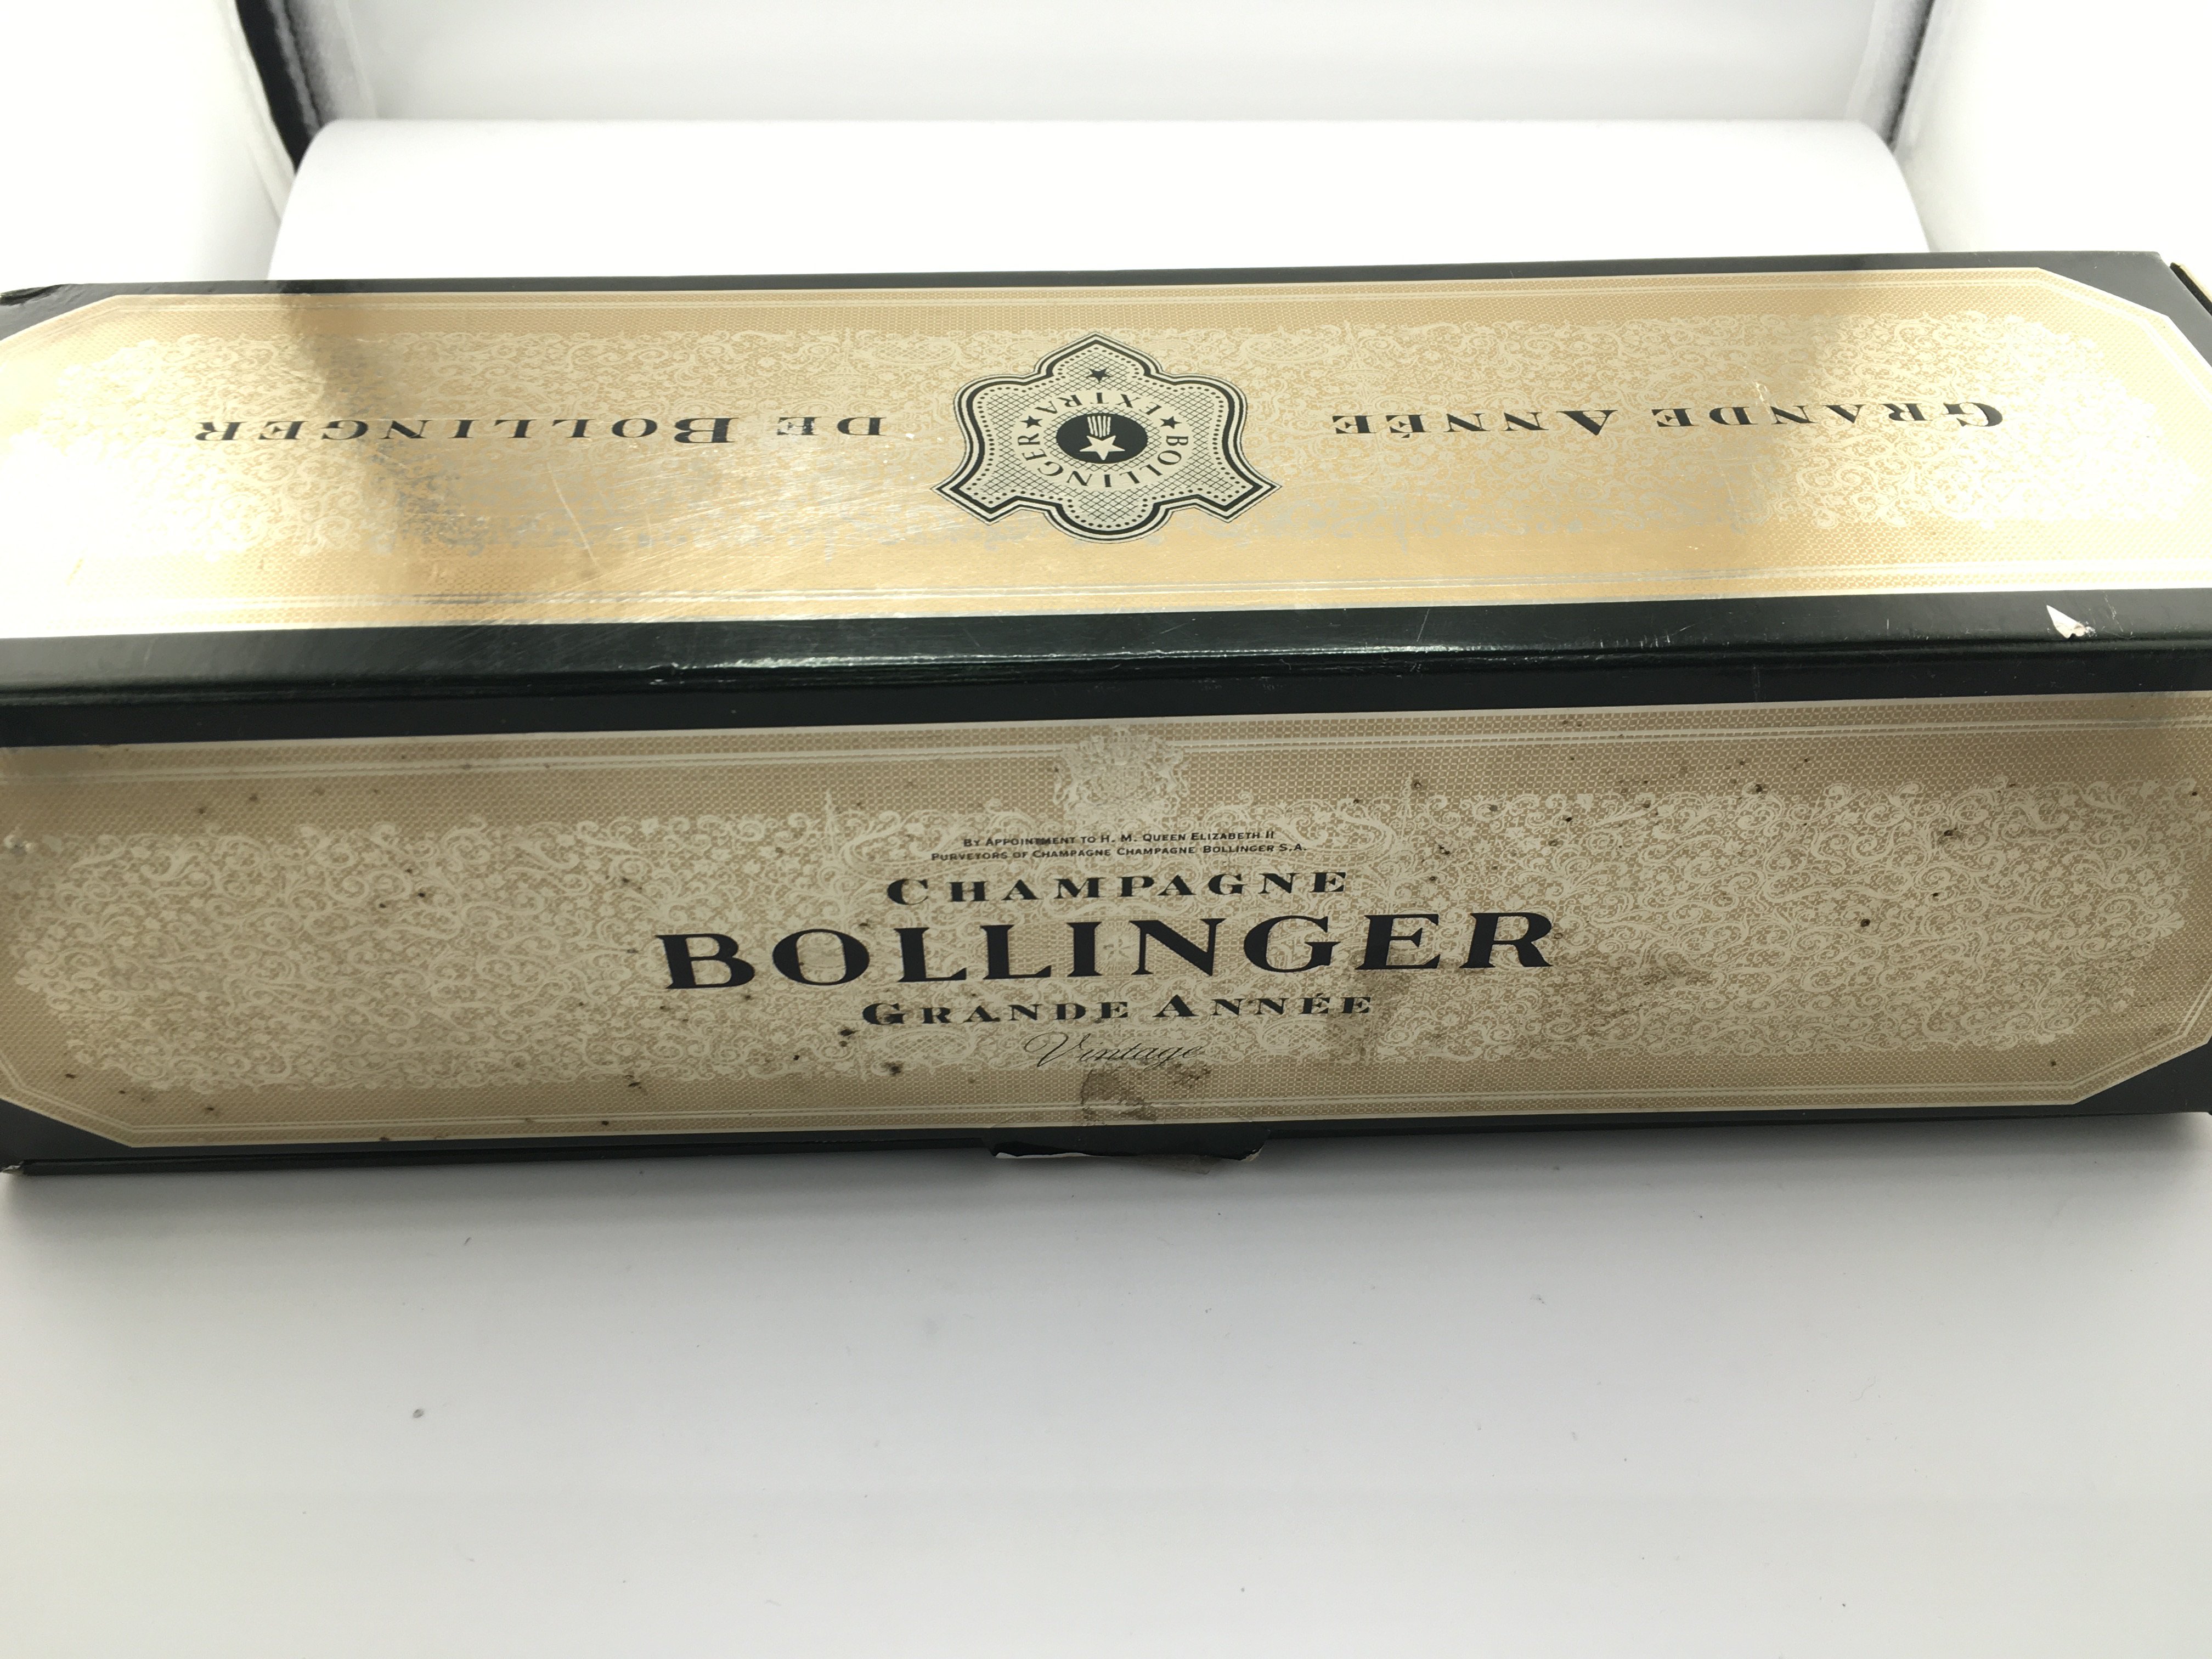 GRANDE ANNÉE
DE BOLLINGER
BOLLINGER
EXTRA
BY APPOINTMENT TO H. M. QUEEN ELIZABETH II
PURVEYORS OF CHAMPAGNE CHAMPAGNE BOLLINGER S.A.
CHAMPAGNE
BOLLINGER
GRANDE ANNÉE
Vintage